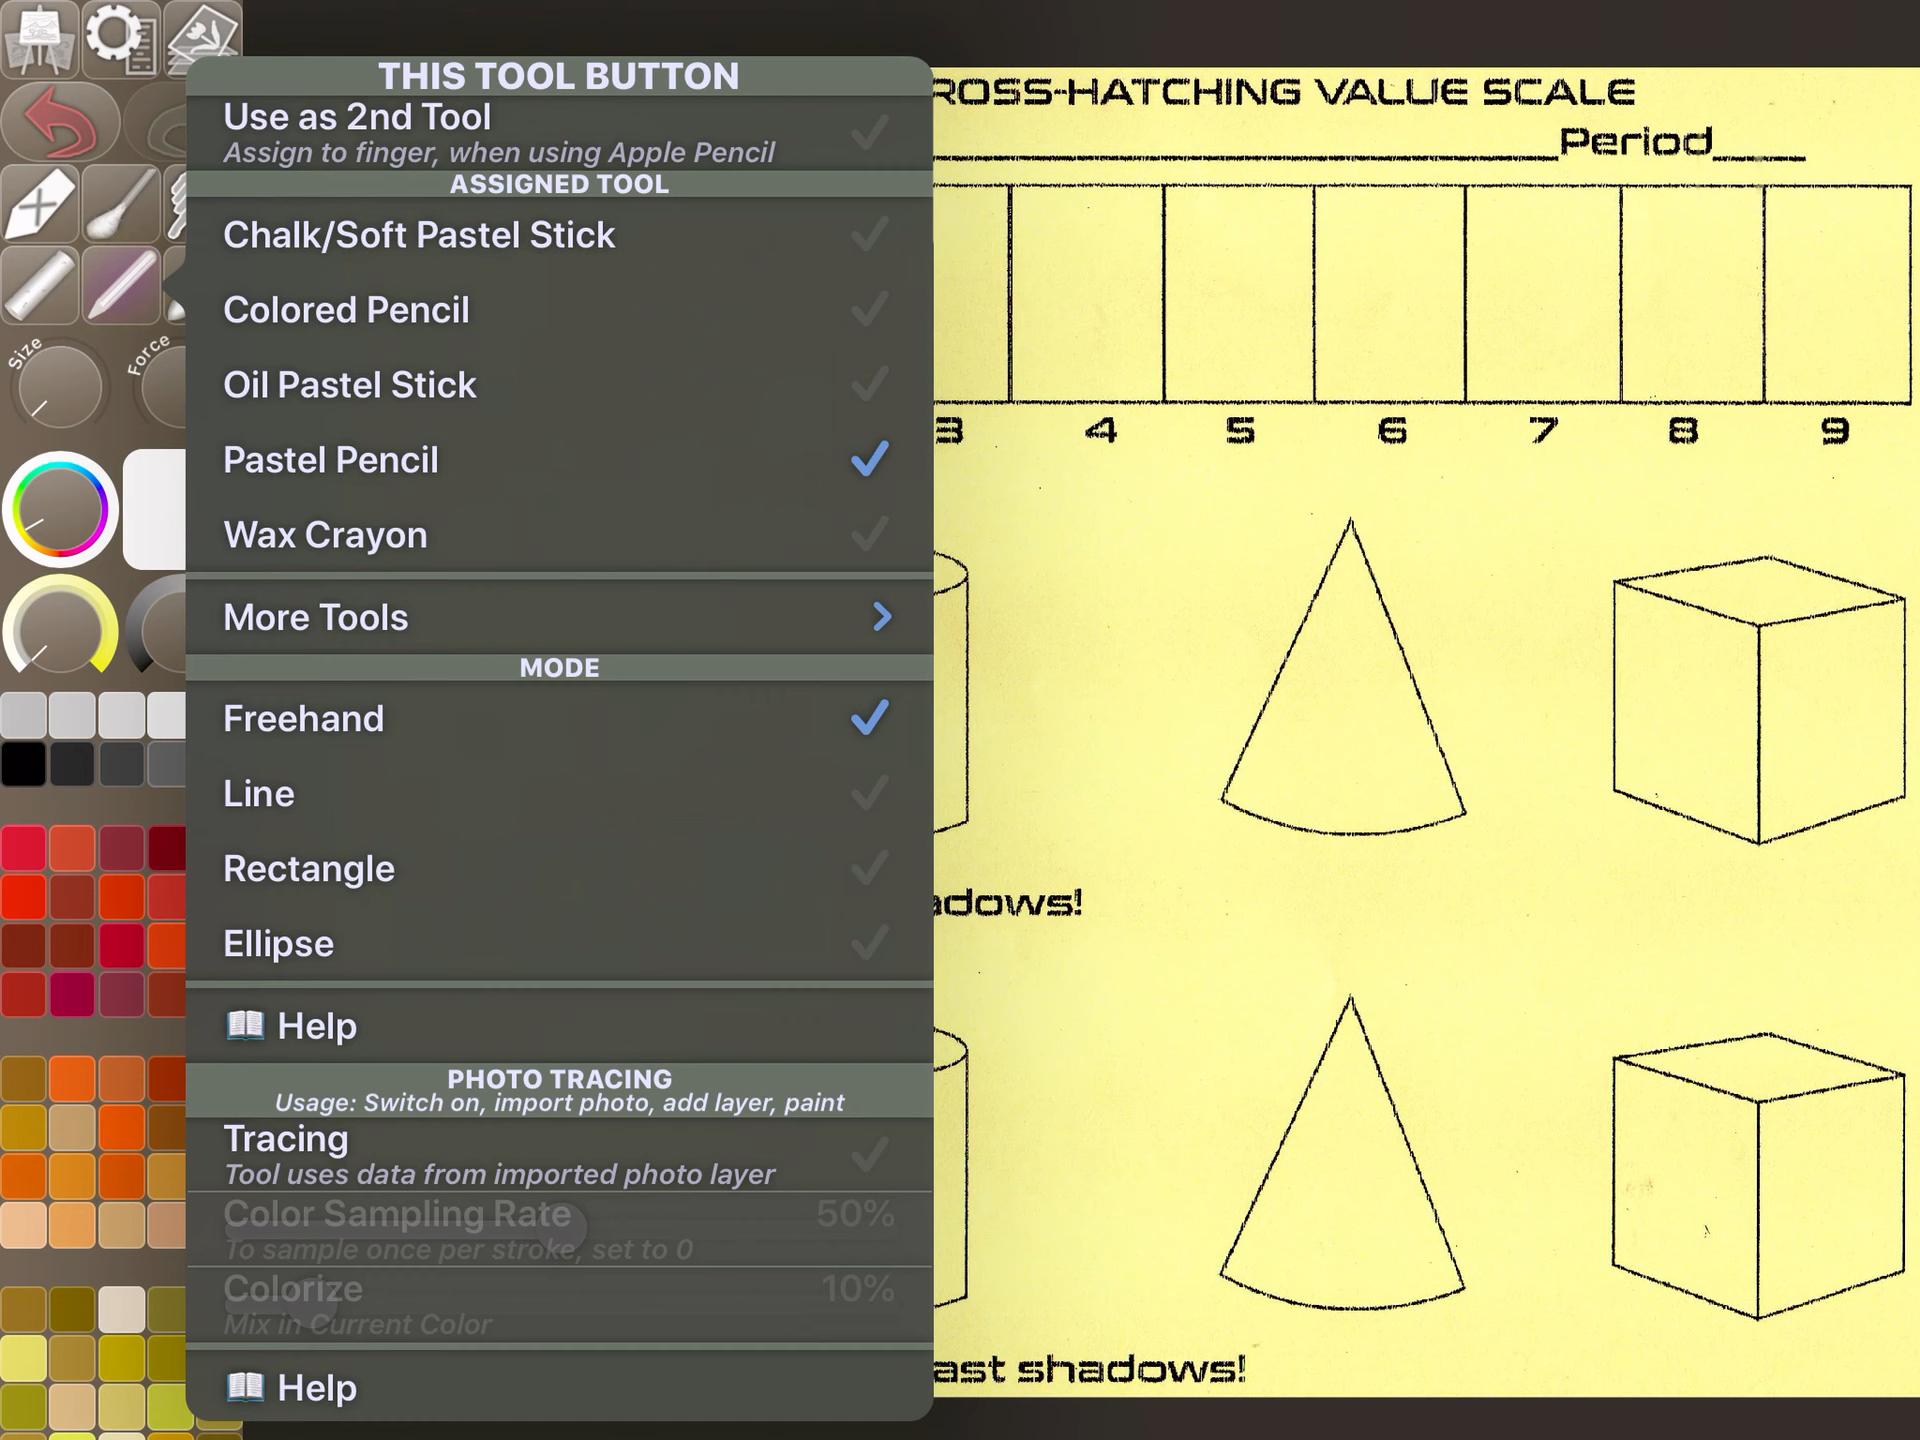 THIS TOOL BUTTON
Use as 2nd Tool
Assign to finger, when using Apple Pencil
ASSIGNED TOOL
Chalk/Soft Pastel Stick
Colored Pencil
Oil Pastel Stick
Pastel Pencil
Wax Crayon
More Tools
MODE
Freehand
Line
Rectangle
Ellipse
Help
PHOTO TRACING
Usage: Switch on, import photo, add layer, paint
Tracing
Tool uses data from imported photo layer
Color Sampling Rate 50%
To sample once per stroke, set to 0
Colorize 10%
Mix in Current Color
Help
Size
Force
ROSS-HATCHING VALUE SCALE
Period
3 4 5 6 7 8 9
adows!
ast shadows!